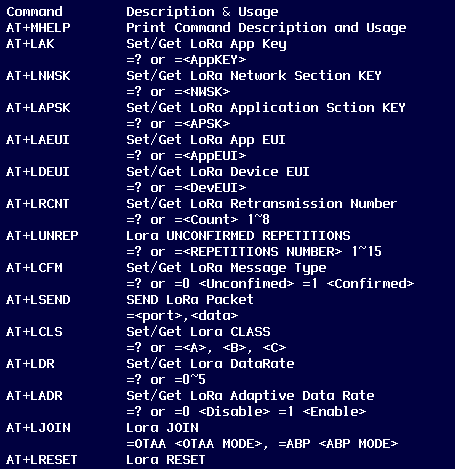 Command Description & Usage
AT+MHELP Print Command Description and Usage
AT+LAK Set/Get LoRa App Key
=? or =<AppKEY>
AT+LNWSK Set/Get LoRa Network Section KEY
=? or =<NWSK>
AT+LAPSK Set/Get LoRa Application Sction KEY
=? or =<APSK>
AT+LAEUI Set/Get LoRa App EUI
=? or =<AppEUI>
AT+LDEUI Set/Get LoRa Device EUI
=? or =<DevEUI>
AT+LRCNT Set/Get LoRa Retransmission Number
=? or =<Count> 1~8
AT+LUNREP Lora UNCONFIRMED REPETITIONS
=? or =<REPETITIONS NUMBER> 1~15
AT+LCFM Set/Get LoRa Message Type
=? or =0 <Unconfimed> =1 <Confirmed>
AT+LSEND SEND LoRa Packet
=<port>,<data>
AT+LCLS Set/Get Lora CLASS
=? or =<A>, <B>, <C>
AT+LDR Set/Get Lora DataRate
=? or =0~5
AT+LADR Set/Get LoRa Adaptive Data Rate
=? or =0 <Disable> =1 <Enable>
AT+LJOIN Lora JOIN
=OTAA <OTAA MODE>, =ABP <ABP MODE>
AT+LRESET Lora RESET